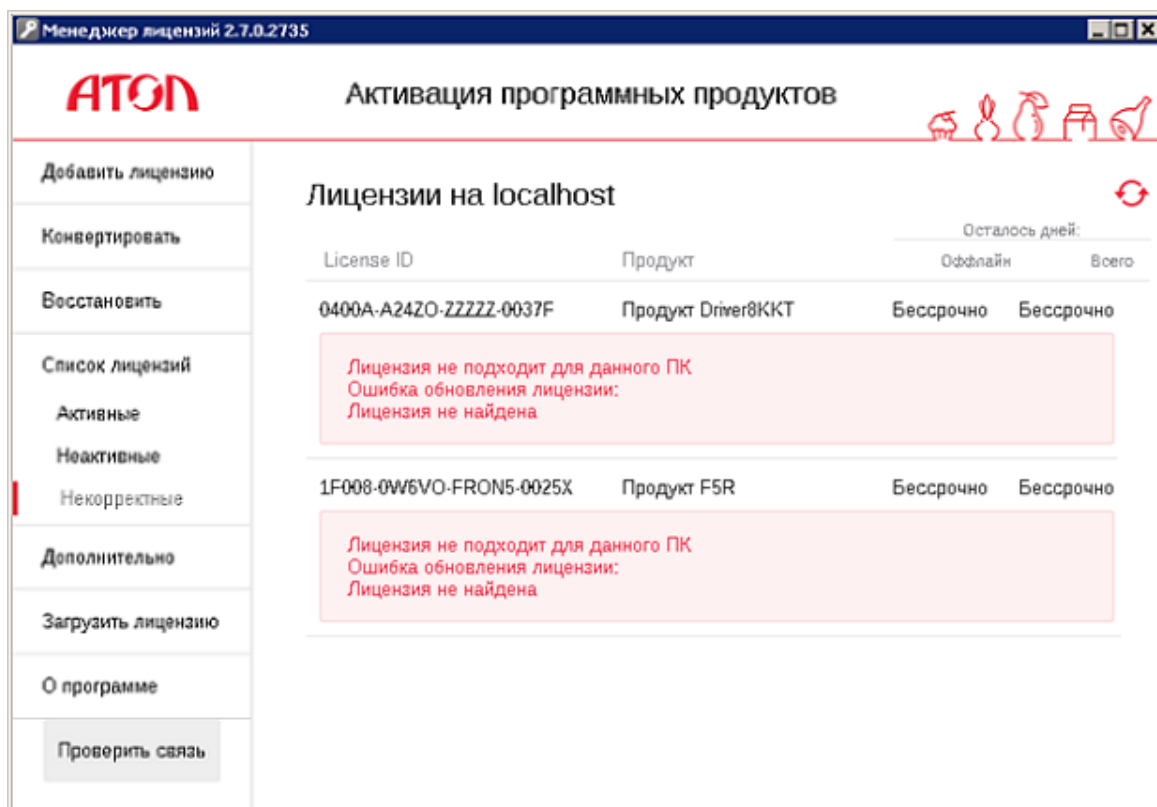 Менеджер лицензий 2.7.0.2735
АТОЛ
Активация программных продуктов
Добавить лицензию
Конвертировать
Восстановить
Список лицензий
Активные
Неактивные
Некорректные
Дополнительно
Загрузить лицензию
О программе
Проверить связь
Лицензии на localhost
Осталось дней:
License ID Продукт Оффлайн Всего
0400A-A24ZO-ZZZZZ-0037F Продукт Driver8KKT Бессрочно Бессрочно
Лицензия не подходит для данного ПК
Ошибка обновления лицензии:
Лицензия не найдена
1F008-0W6VO-FRON5-0025X Продукт F5R Бессрочно Бессрочно
Лицензия не подходит для данного ПК
Ошибка обновления лицензии:
Лицензия не найдена